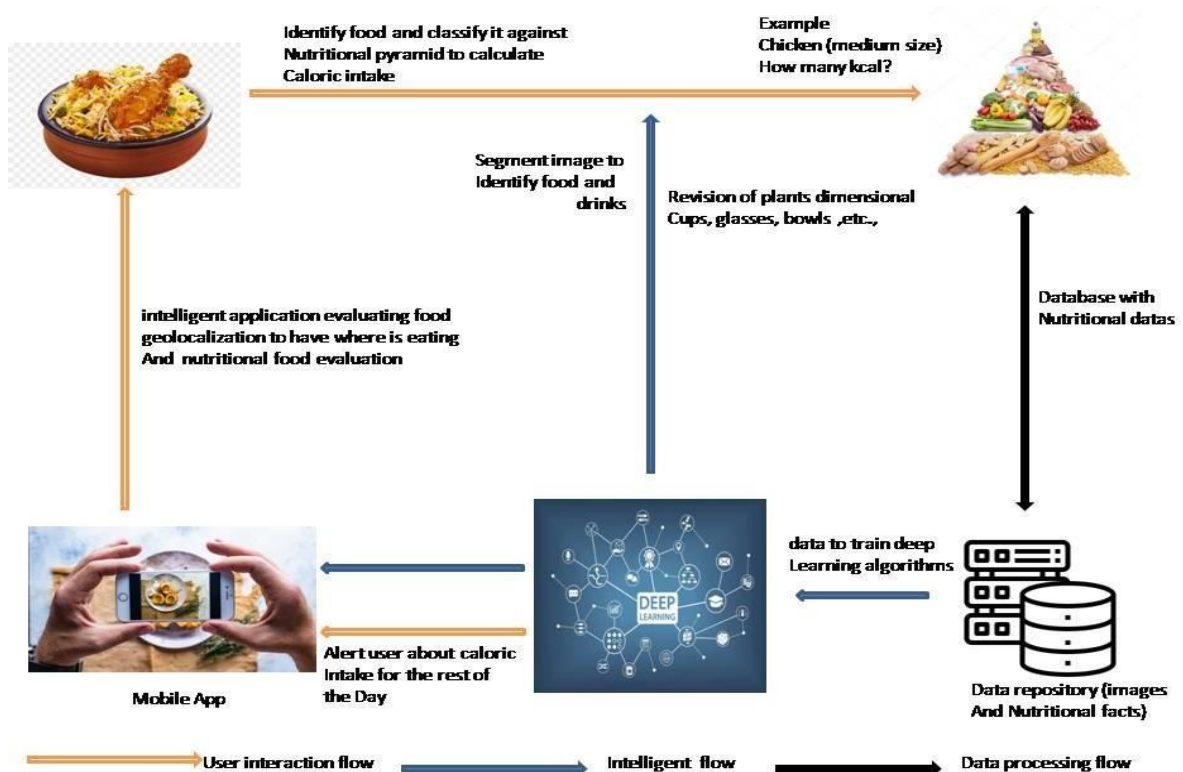 Identify food and classify it against
Nutritional pyramid to calculate
Caloric intake
Example
Chicken (medium size)
How many kcal?
Segment image to
Identify food and
drinks
Revision of plants dimensional
Cups, glasses, bowls ,etc.,
intelligent application evaluating food
geolocalization to have where is eating
And nutritional food evaluation
Database with
Nutritional datas
data to train deep
Learning algorithms
DEEP
LEARNING
Alert user about caloric
Intake for the rest of
the Day
Mobile App
Data repository (images
And Nutritional facts)
User interaction flow
Intelligent flow
Data processing flow